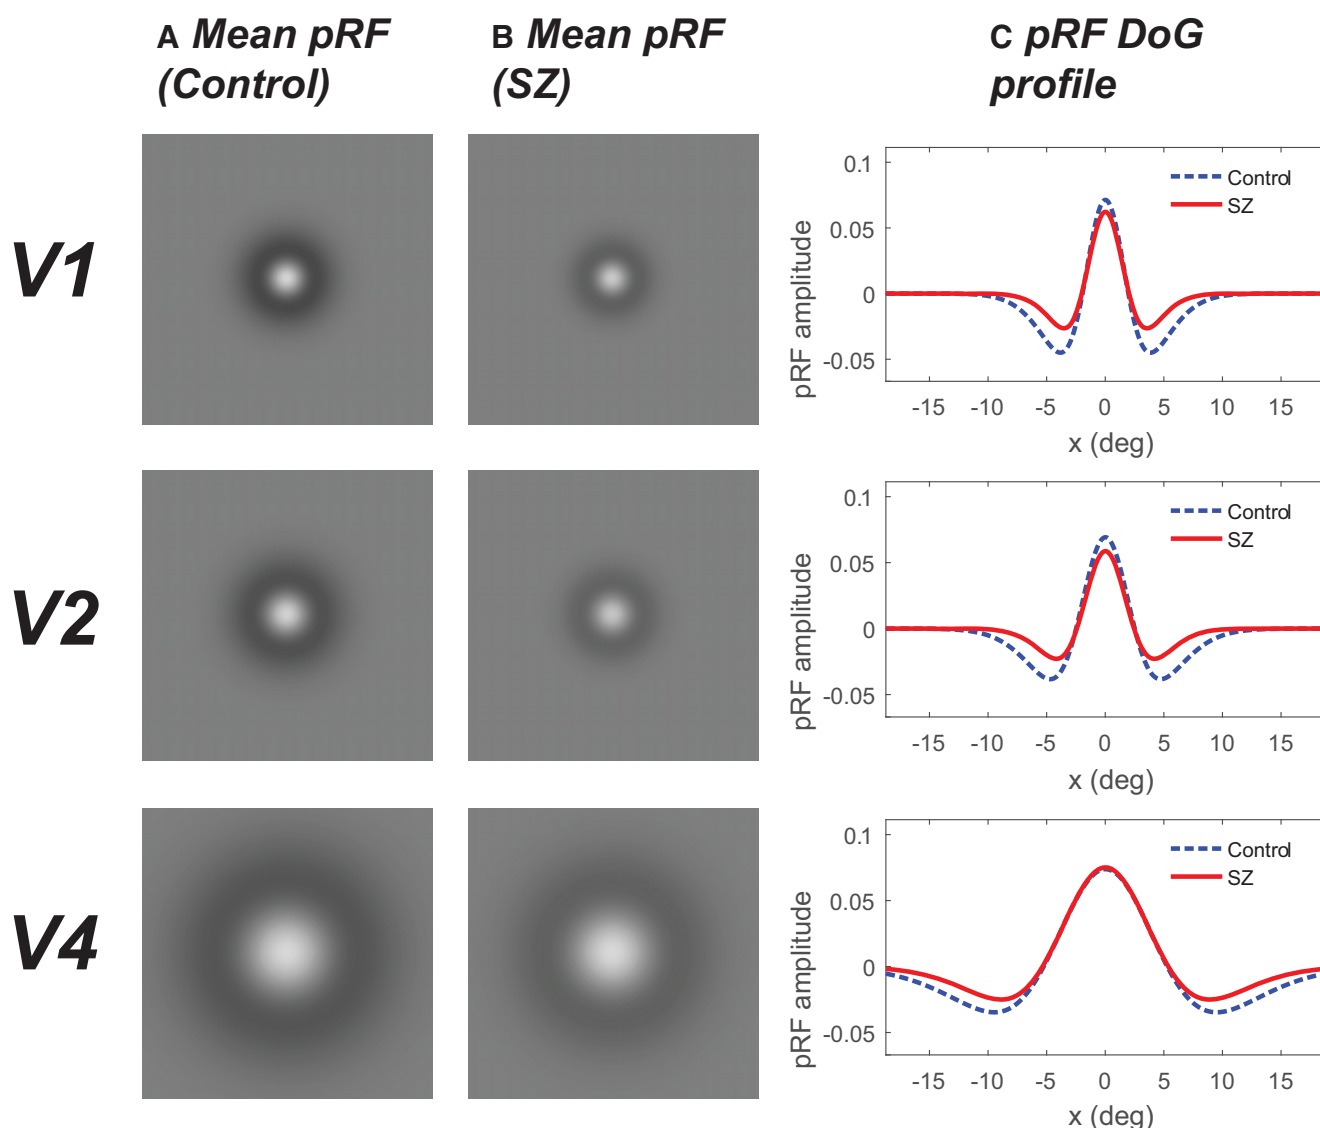 A Mean pRF
(Control)
B Mean pRF
(SZ)
C pRF DoG
profile
V1
0.1
0.05
0
-0.05
pRF amplitude
Control
SZ
-15 -10 -5 0 5 10 15
x (deg)
V2
0.1
0.05
0
-0.05
pRF amplitude
Control
SZ
-15 -10 -5 0 5 10 15
x (deg)
V4
0.1
0.05
0
-0.05
pRF amplitude
Control
SZ
-15 -10 -5 0 5 10 15
x (deg)